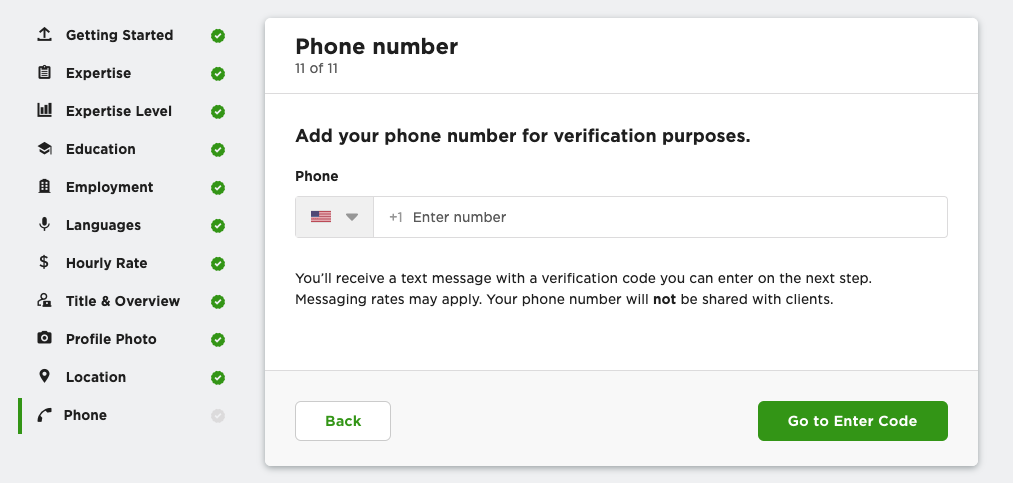 Getting Started
Expertise
Expertise Level
Education
Employment
Languages
$ Hourly Rate
Title & Overview
Profile Photo
Location
Phone
Phone number
11 of 11
Add your phone number for verification purposes.
Phone
+1 Enter number
You’ll receive a text message with a verification code you can enter on the next step.
Messaging rates may apply. Your phone number will not be shared with clients.
Back
Go to Enter Code